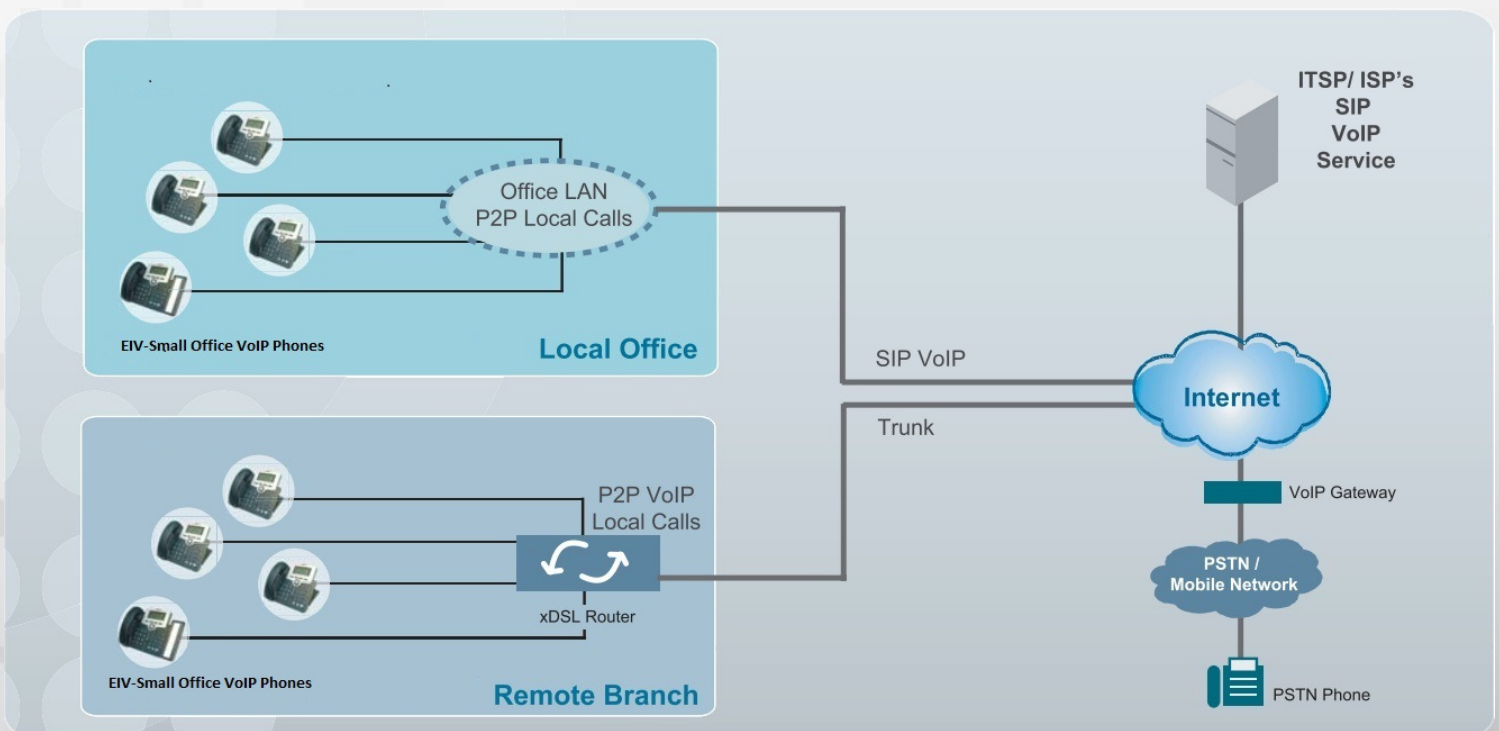 Office LAN
P2P Local Calls
EIV-Small Office VoIP Phones
Local Office
P2P VoIP
Local Calls
xDSL Router
EIV-Small Office VoIP Phones
Remote Branch
SIP VoIP
Trunk
ITSP/ ISP's
SIP
VoIP
Service
Internet
VoIP Gateway
PSTN /
Mobile Network
PSTN Phone